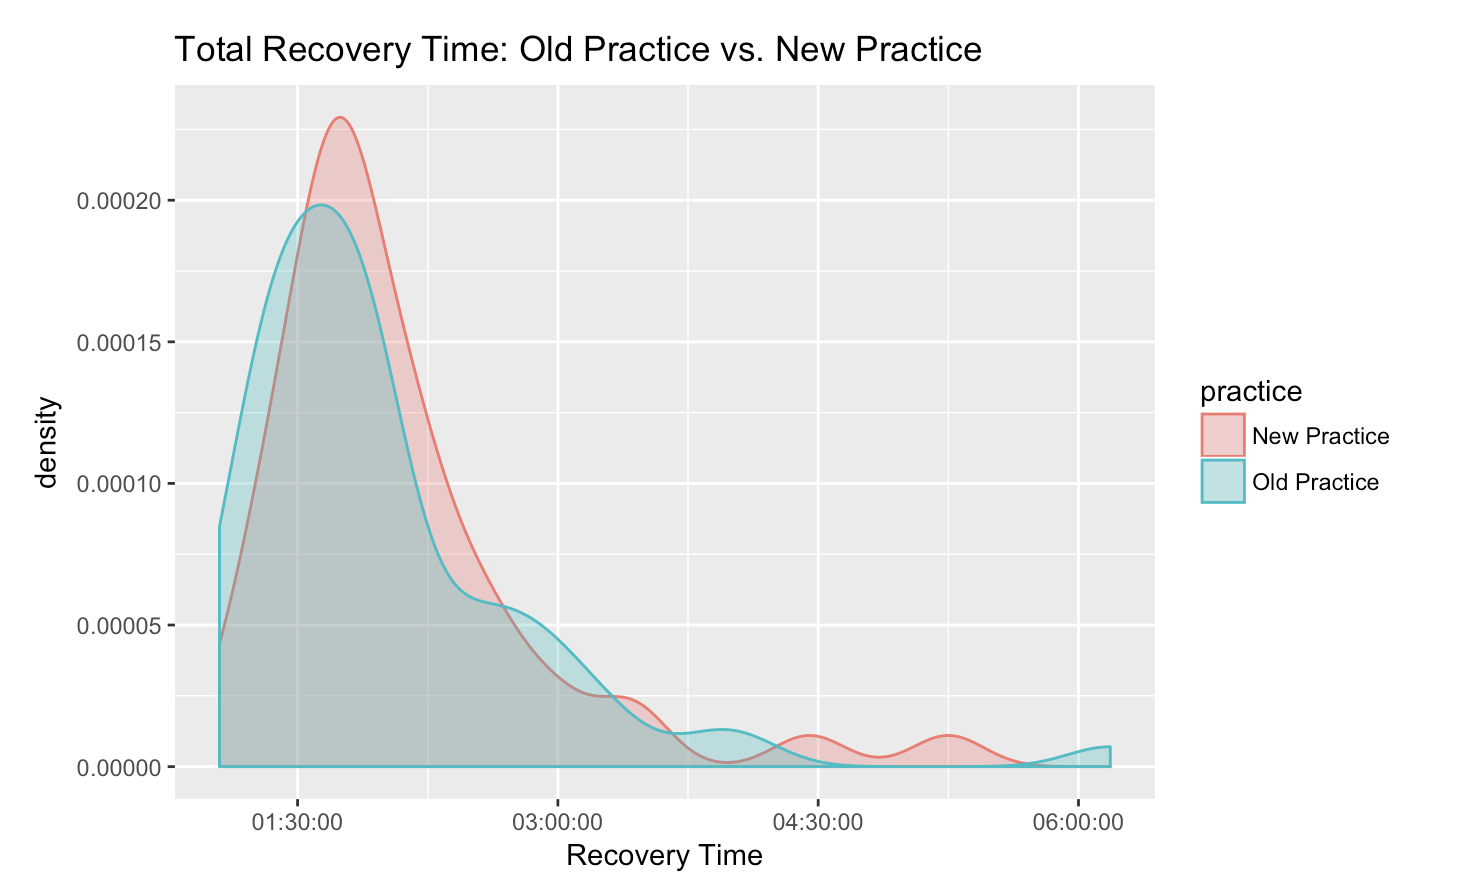 Total Recovery Time: Old Practice vs. New Practice
0.00020
0.00015
0.00010
0.00005
0.00000
density
01:30:00 03:00:00 04:30:00 06:00:00
Recovery Time
practice
New Practice
Old Practice